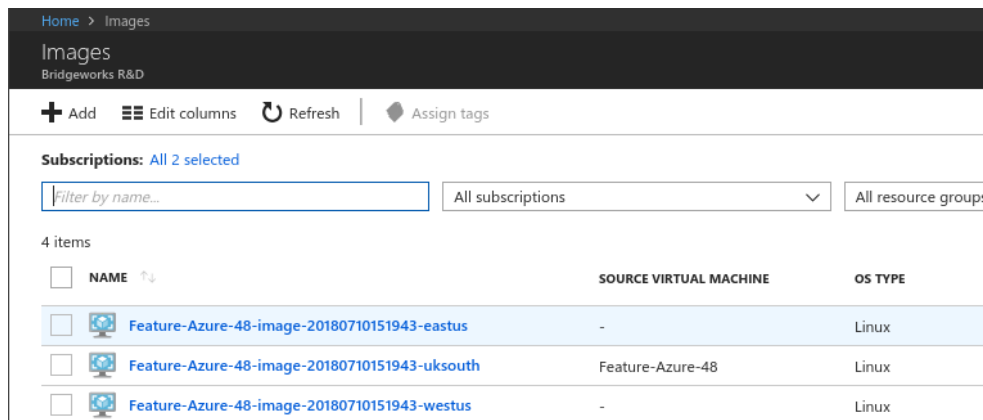 Home > Images
Images
Bridgeworks R&D
Add Edit columns Refresh Assign tags
Subscriptions: All 2 selected
Filter by name... All subscriptions All resource groups
4 items
NAME SOURCE VIRTUAL MACHINE OS TYPE
Feature-Azure-48-image-20180710151943-eastus - Linux
Feature-Azure-48-image-20180710151943-uksouth Feature-Azure-48 Linux
Feature-Azure-48-image-20180710151943-westus - Linux